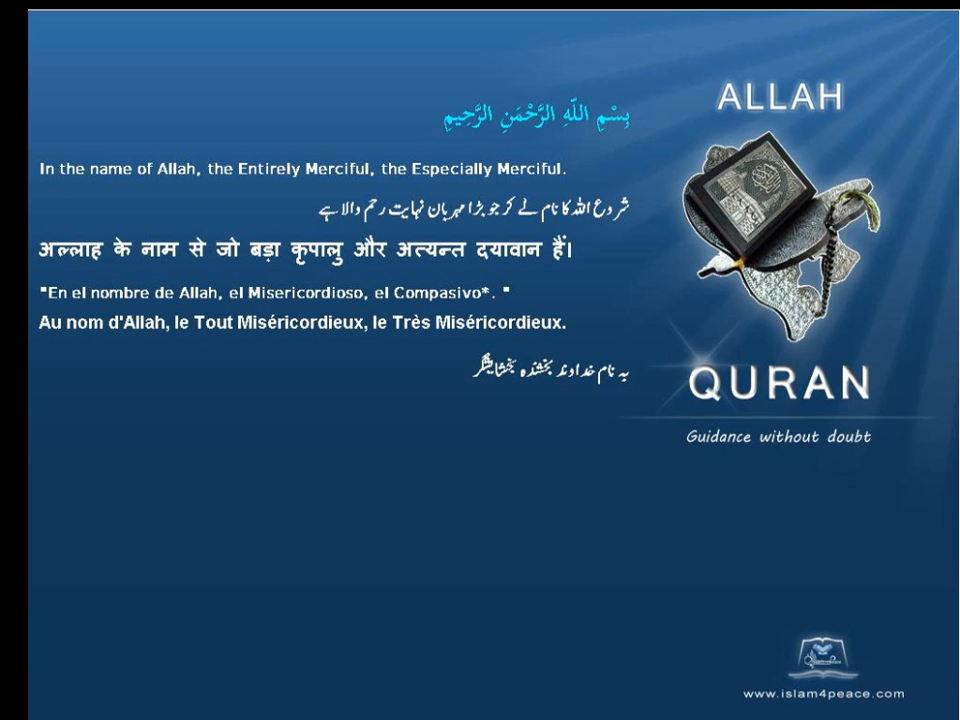 بِسْمِ اللَّهِ الرَّحْمَنِ الرَّحِيمِ
In the name of Allah, the Entirely Merciful, the Especially Merciful.
شروع اللہ کا نام لے کر جو بڑا مہربان نہایت رحم والا ہے
अल्लाह के नाम से जो बड़ा कृपालु और अत्यन्त दयावान हैं।
"En el nombre de Allah, el Misericordioso, el Compasivo*. "
Au nom d'Allah, le Tout Miséricordieux, le Très Miséricordieux.
به نام خداوند بخشنده بخشایشگر
ALLAH
QURAN
Guidance without doubt
www.islam4peace.com